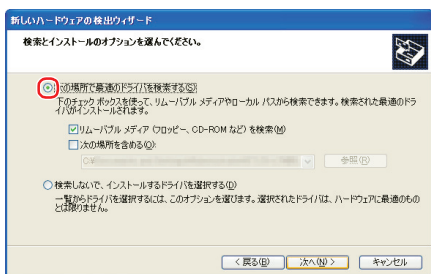 新しいハードウェアの検出ウィザード
検索とインストールのオプションを選んでください。
次の場所で最適のドライバを検索する(S)
下のチェック ボックスを使って、リムーバブル メディアやローカル パスから検索できます。検索された最適のドラ
イバがインストールされます。
リムーバブル メディア (フロッピー、CD-ROM など) を検索(M)
次の場所を含める(O):
参照(R)
検索しないで、インストールするドライバを選択する(D)
一覧からドライバを選択するには、このオプションを選びます。選択されたドライバは、ハードウェアに最適のもの
とは限りません。
< 戻る(B)
次へ(N) >
キャンセル